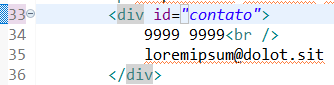 33 <div id="contato">
34 9999 9999<br />
35 loremipsum@dolot.sit
36 </div>